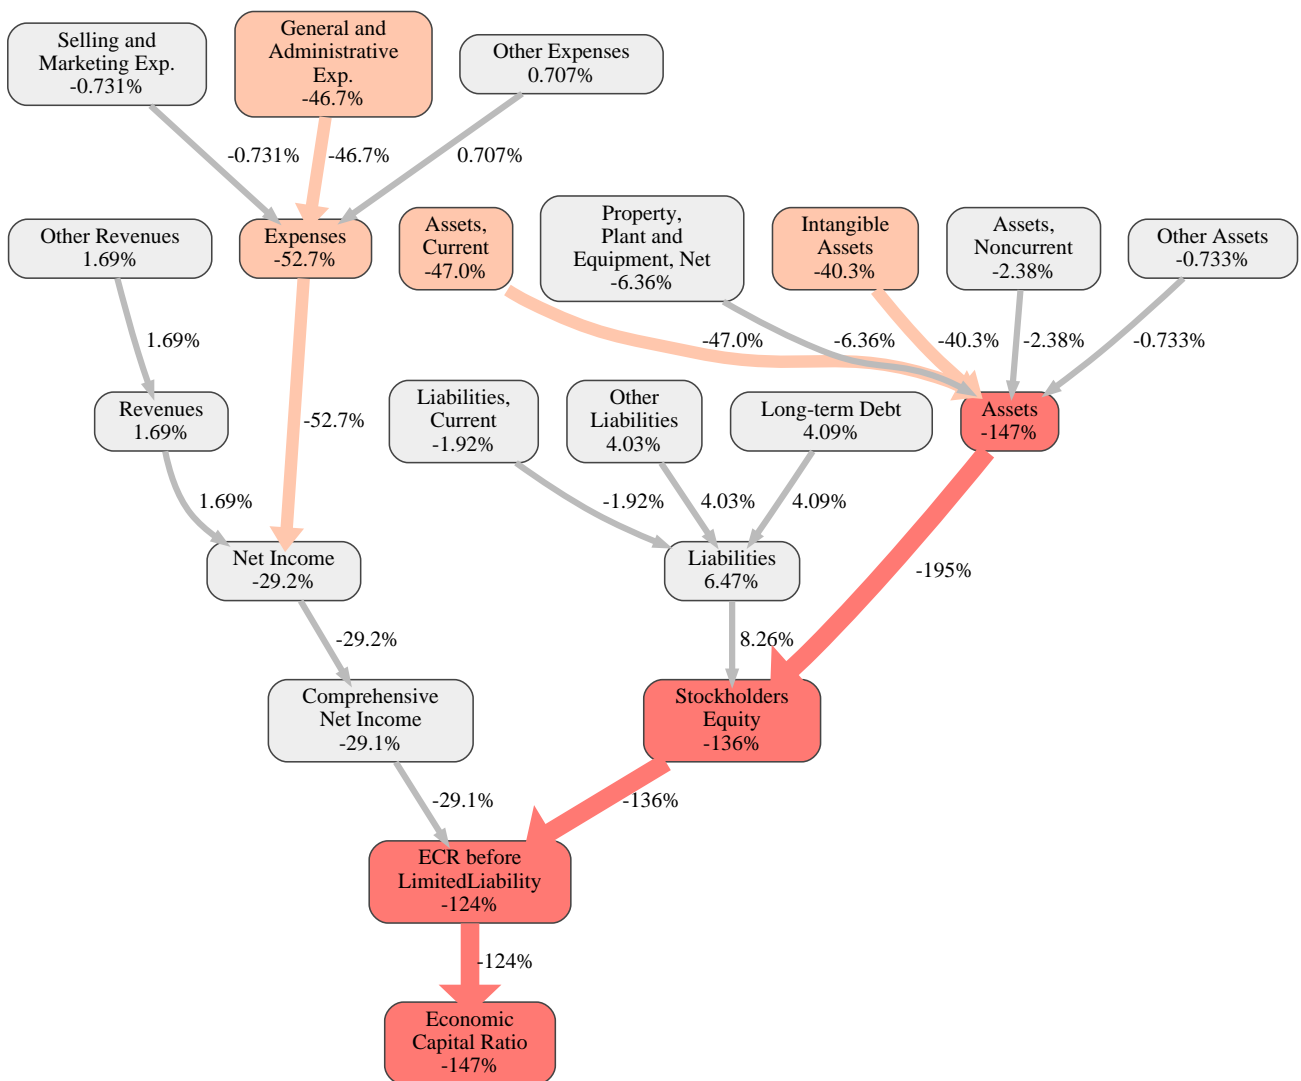 Selling and
Marketing Exp.
-0.731%
General and
Administrative
Exp.
-46.7%
Other Expenses
0.707%
-0.731%
-46.7%
0.707%
Other Revenues
1.69%
Expenses
-52.7%
Assets,
Current
-47.0%
Property,
Plant and
Equipment, Net
-6.36%
Intangible
Assets
-40.3%
Assets,
Noncurrent
-2.38%
Other Assets
-0.733%
1.69%
-52.7%
-47.0%
-6.36%
-40.3%
-2.38%
-0.733%
Revenues
1.69%
Liabilities,
Current
-1.92%
Other
Liabilities
4.03%
Long-term Debt
4.09%
Assets
-147%
1.69%
-1.92%
4.03%
4.09%
-195%
Net Income
-29.2%
Liabilities
6.47%
-29.2%
8.26%
Comprehensive
Net Income
-29.1%
Stockholders
Equity
-136%
-29.1%
-136%
ECR before
LimitedLiability
-124%
-124%
Economic
Capital Ratio
-147%